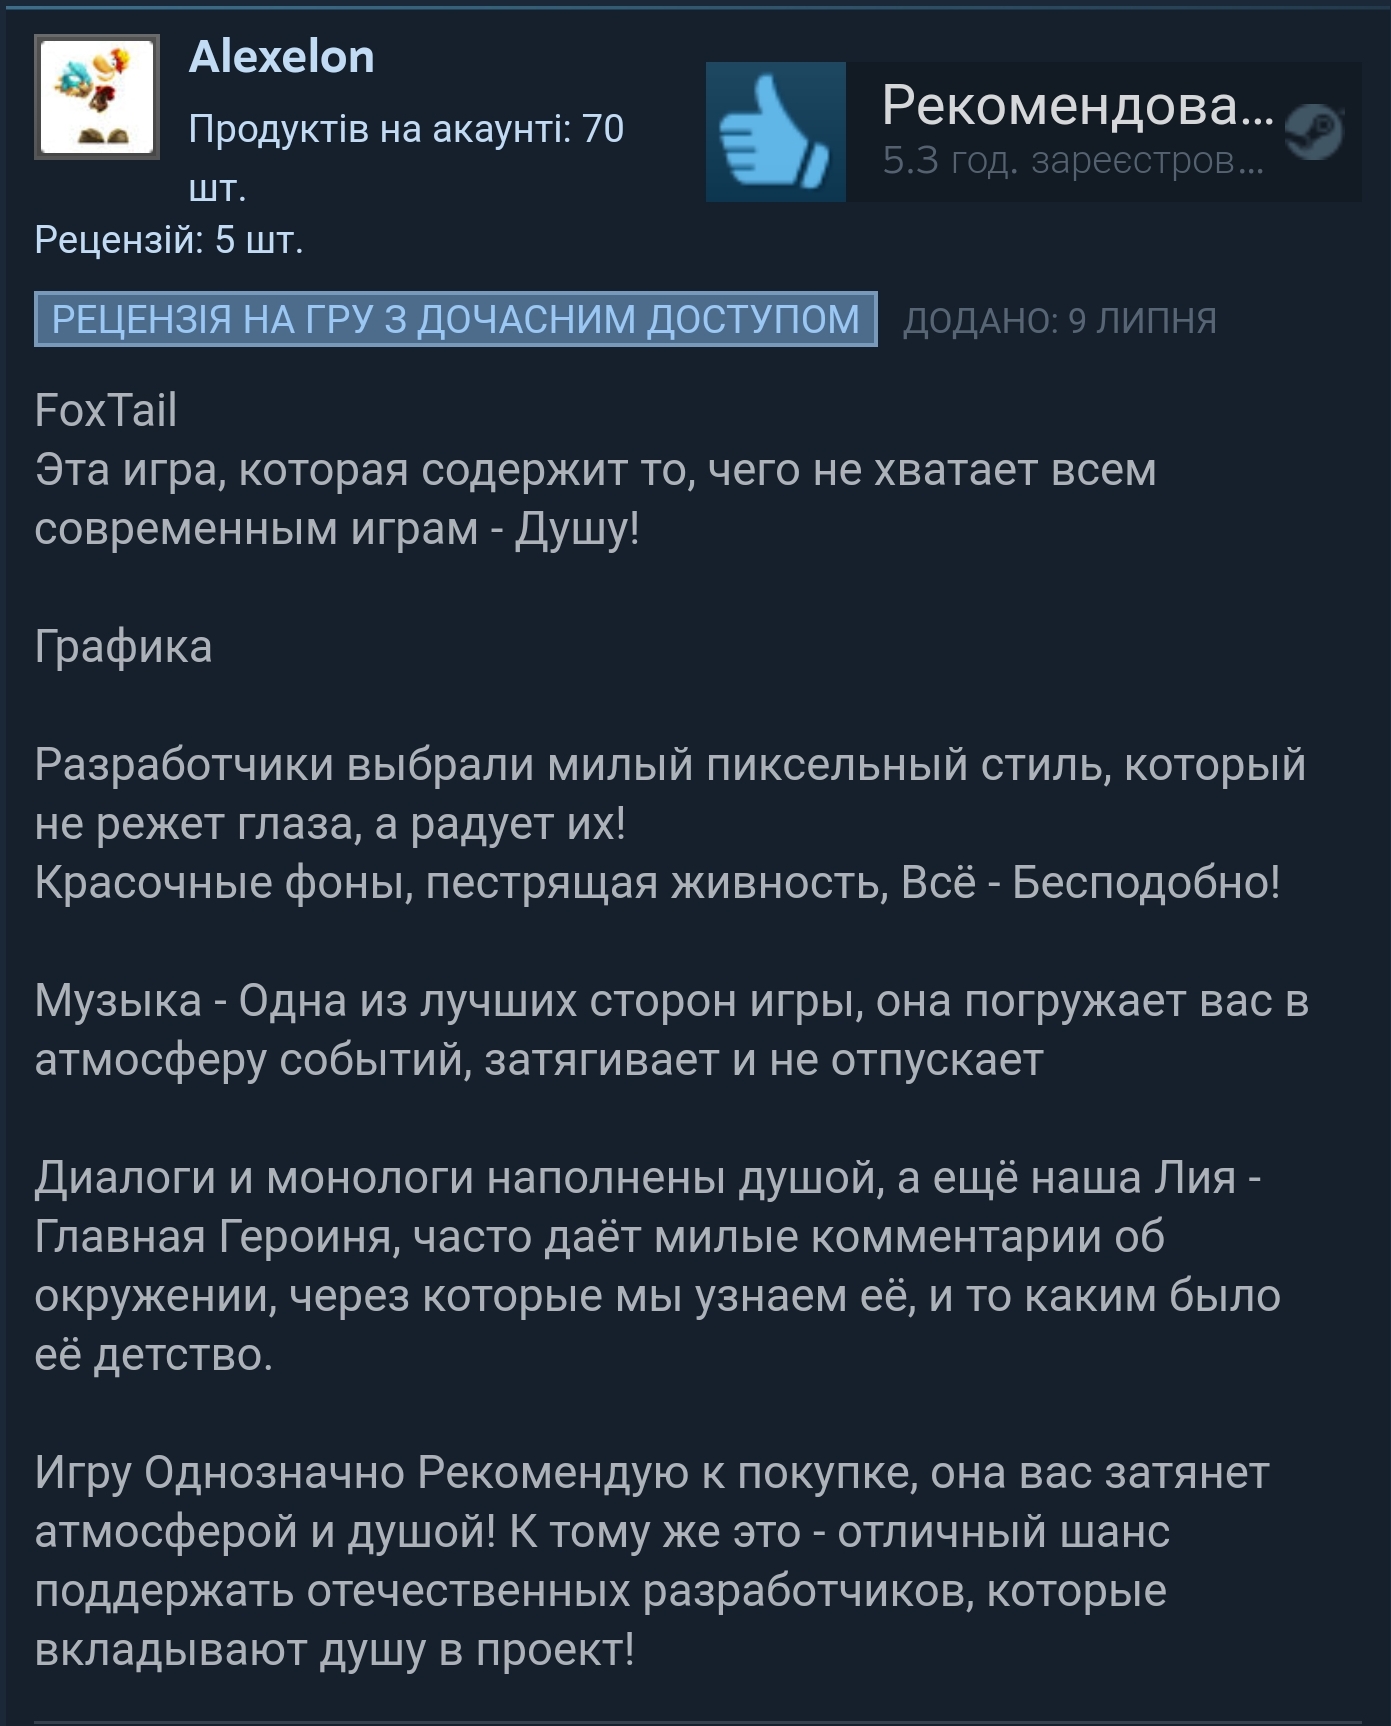 Alexelon
Продуктів на акаунті: 70
шт.
Рецензій: 5 шт.
Рекомендова...
5.3 год. зареєстров...
РЕЦЕНЗІЯ НА ГРУ З ДОЧАСНИМ ДОСТУПОМ
ДОДАНО: 9 ЛИПНЯ
FoxTail
Эта игра, которая содержит то, чего не хватает всем
современным играм - Душу!
Графика
Разработчики выбрали милый пиксельный стиль, который
не режет глаза, а радует их!
Красочные фоны, пестрящая живность, Всё - Бесподобно!
Музыка - Одна из лучших сторон игры, она погружает вас в
атмосферу событий, затягивает и не отпускает
Диалоги и монологи наполнены душой, а ещё наша Лия -
Главная Героиня, часто даёт милые комментарии об
окружении, через которые мы узнаем её, и то каким было
её детство.
Игру Однозначно Рекомендую к покупке, она вас затянет
атмосферой и душой! К тому же это - отличный шанс
поддержать отечественных разработчиков, которые
вкладывают душу в проект!